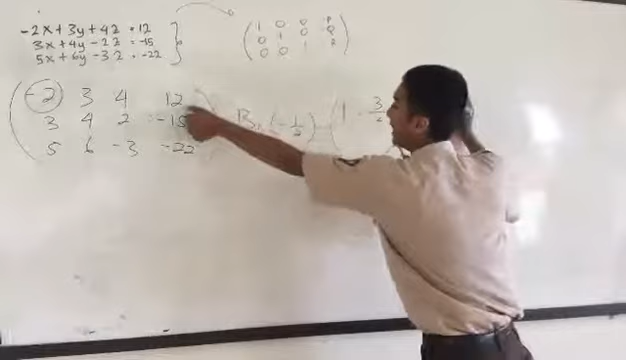 -2x + 3y + 4z = 12
3x + 4y - 2z = -15
5x + 6y - 3z = -22
1 0 0 P
0 1 0 Q
0 0 1 R
-2 3 4 12
3 4 2 -15
5 6 -3 -22
B₁ (-1/2)
1 - 3/2